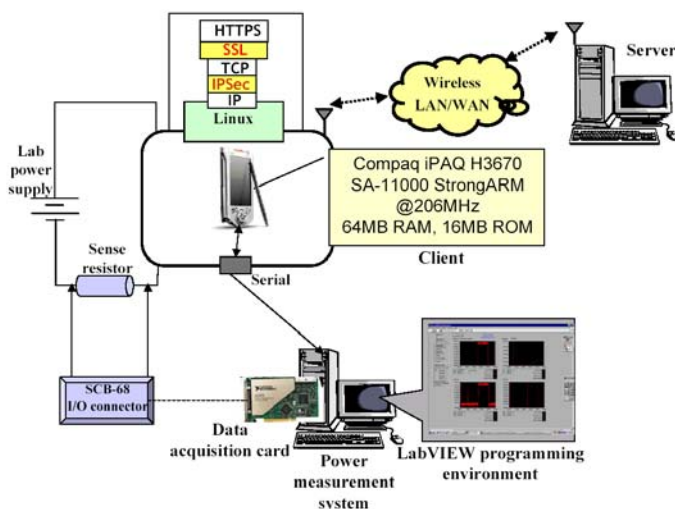 HTTPS
SSL
TCP
IPSec
IP
Linux
Wireless
LAN/WAN
Server
Lab
power
supply
Compaq iPAQ H3670
SA-11000 StrongARM
@206MHz
64MB RAM, 16MB ROM
Client
Sense
resistor
Serial
SCB-68
I/O connector
Data
acquisition card
Power
measurement
system
LabVIEW programming
environment